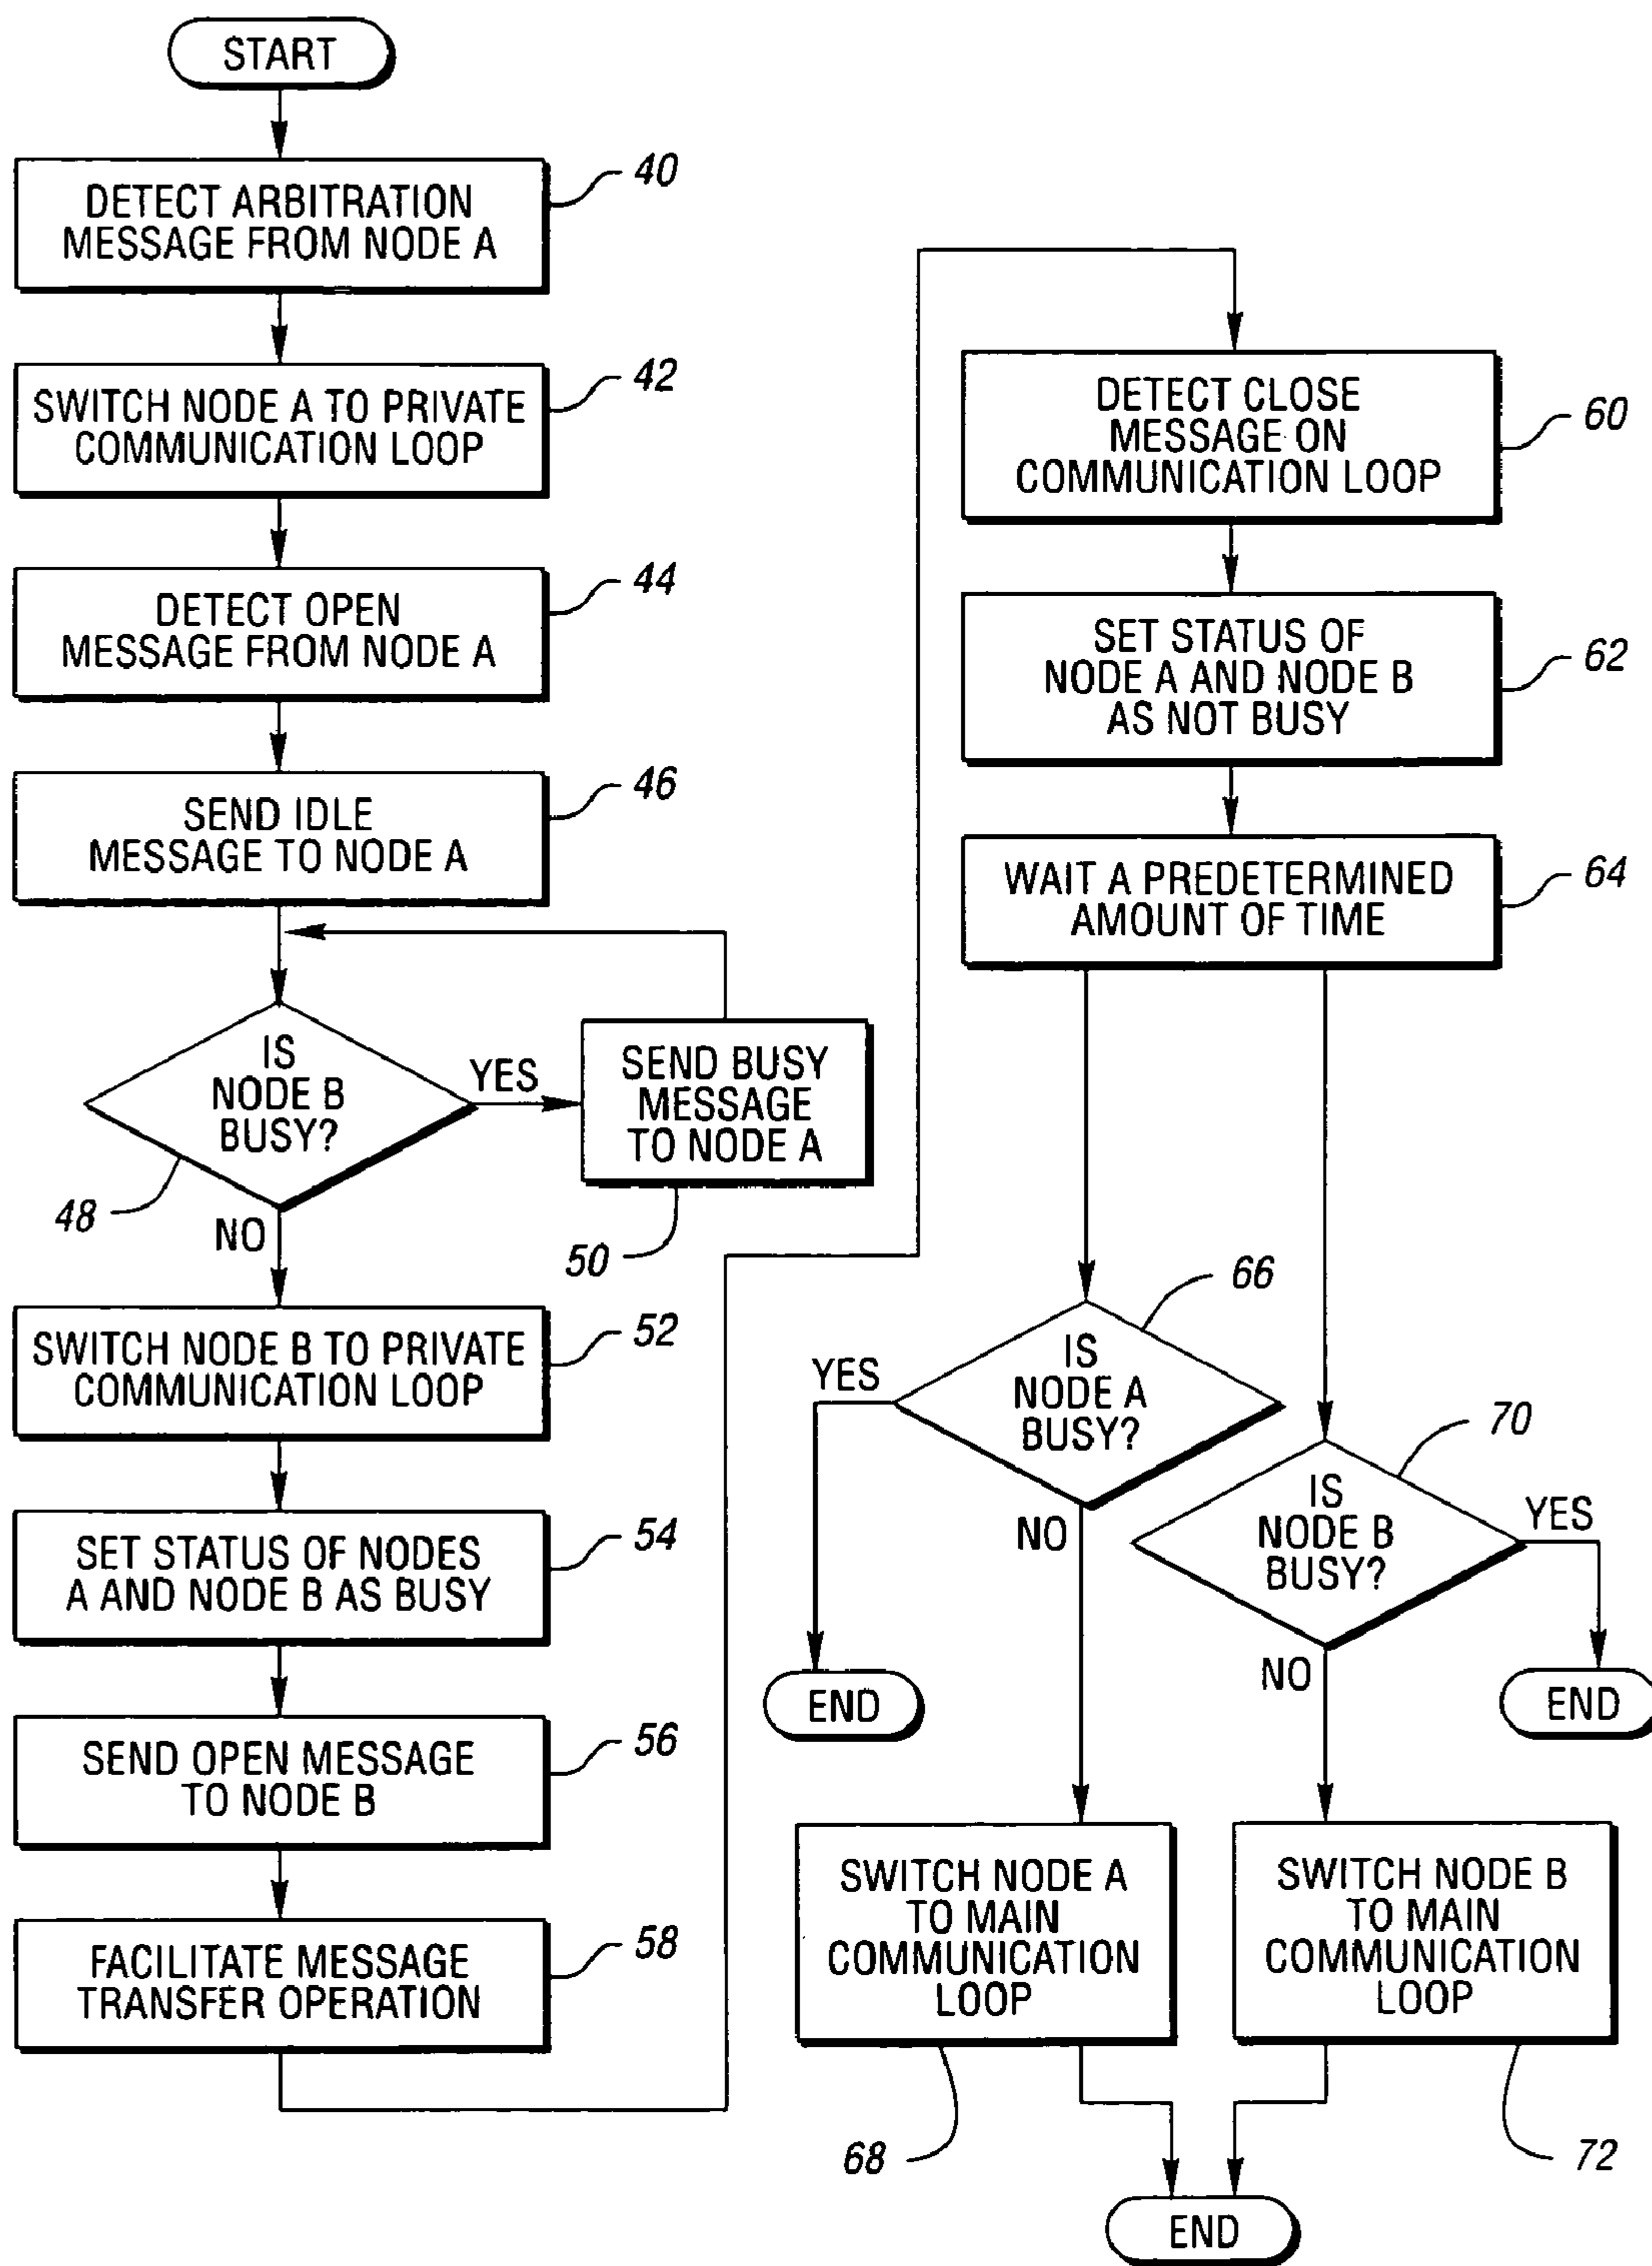 START
DETECT ARBITRATION
MESSAGE FROM NODE A
40
SWITCH NODE A TO PRIVATE
COMMUNICATION LOOP
42
DETECT OPEN
MESSAGE FROM NODE A
44
SEND IDLE
MESSAGE TO NODE A
46
IS
NODE B
BUSY?
48
YES
NO
SEND BUSY
MESSAGE
TO NODE A
50
SWITCH NODE B TO PRIVATE
COMMUNICATION LOOP
52
SET STATUS OF NODES
A AND NODE B AS BUSY
54
SEND OPEN MESSAGE
TO NODE B
56
FACILITATE MESSAGE
TRANSFER OPERATION
58
DETECT CLOSE
MESSAGE ON
COMMUNICATION LOOP
60
SET STATUS OF
NODE A AND NODE B
AS NOT BUSY
62
WAIT A PREDETERMINED
AMOUNT OF TIME
64
IS
NODE A
BUSY?
66
YES
NO
END
IS
NODE B
BUSY?
70
YES
NO
END
SWITCH NODE A
TO MAIN
COMMUNICATION
LOOP
68
SWITCH NODE B
TO MAIN
COMMUNICATION
LOOP
72
END